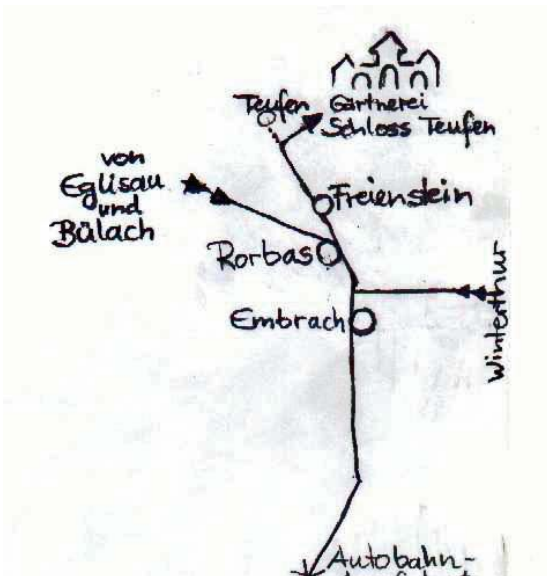 Teufen
Gärtnerei
Schloss Teufen
von
Eglisau
und
Bülach
Freienstein
Rorbas
Winterthur
Embrach
Autobahn-